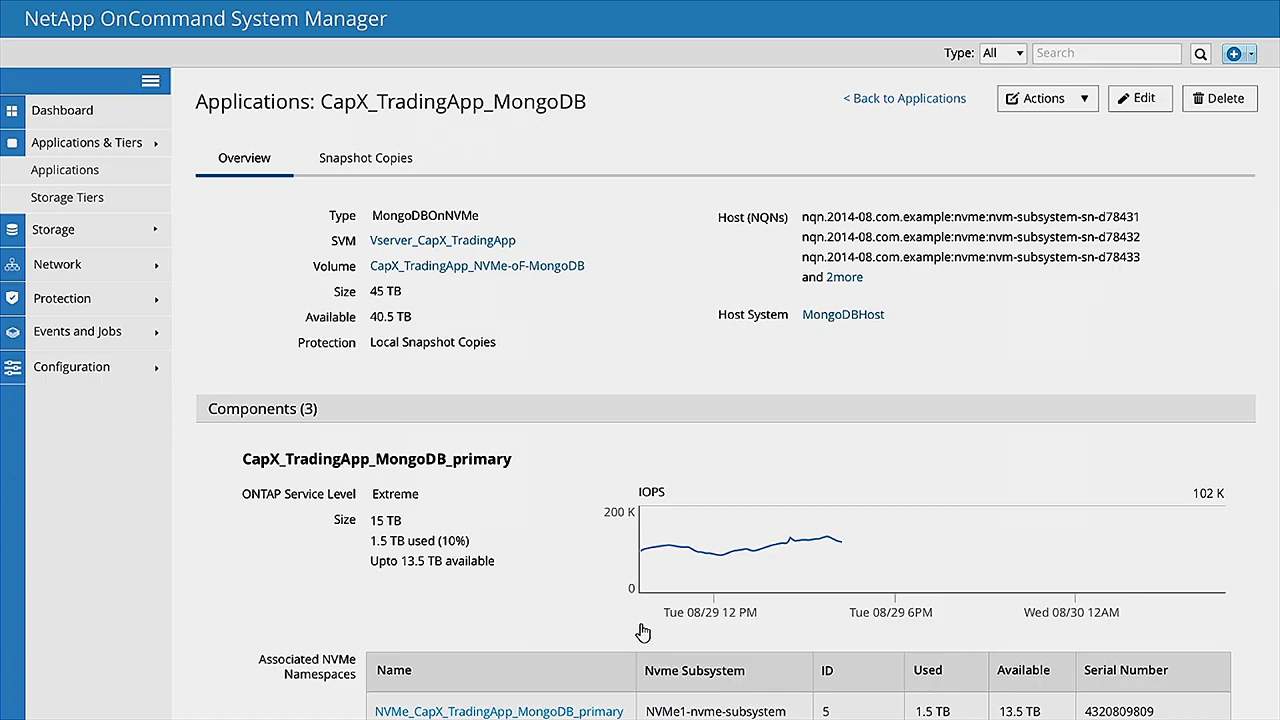 NetApp OnCommand System Manager
Type: All Search
Dashboard
Applications & Tiers
Applications
Storage Tiers
Storage
Network
Protection
Events and Jobs
Configuration
Applications: CapX_TradingApp_MongoDB
< Back to Applications
Actions
Edit
Delete
Overview Snapshot Copies
Type MongoDBOnNVMe
SVM Vserver_CapX_TradingApp
Volume CapX_TradingApp_NVMe-oF-MongoDB
Size 45 TB
Available 40.5 TB
Protection Local Snapshot Copies
Host (NQNs) nqn.2014-08.com.example:nvme:nvm-subsystem-sn-d78431
nqn.2014-08.com.example:nvme:nvm-subsystem-sn-d78432
nqn.2014-08.com.example:nvme:nvm-subsystem-sn-d78433
and 2more
Host System MongoDBHost
Components (3)
CapX_TradingApp_MongoDB_primary
ONTAP Service Level Extreme
Size 15 TB
1.5 TB used (10%)
Upto 13.5 TB available
IOPS 102 K
200 K
0
Tue 08/29 12 PM Tue 08/29 6PM Wed 08/30 12AM
Associated NVMe
Namespaces
Name Nvme Subsystem ID Used Available Serial Number
NVMe_CapX_TradingApp_MongoDB_primary NVMe1-nvme-subsystem 5 1.5 TB 13.5 TB 4320809809